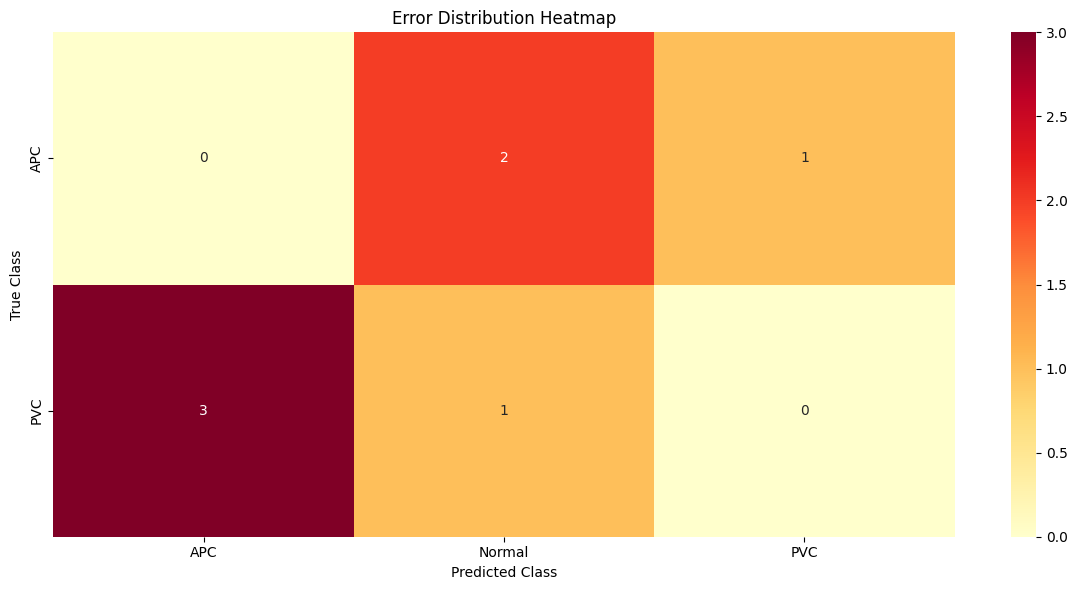 Error Distribution Heatmap
True Class
APC
0
2
1
PVC
3
1
0
APC
Normal
PVC
Predicted Class
3.0
2.5
2.0
1.5
1.0
0.5
0.0